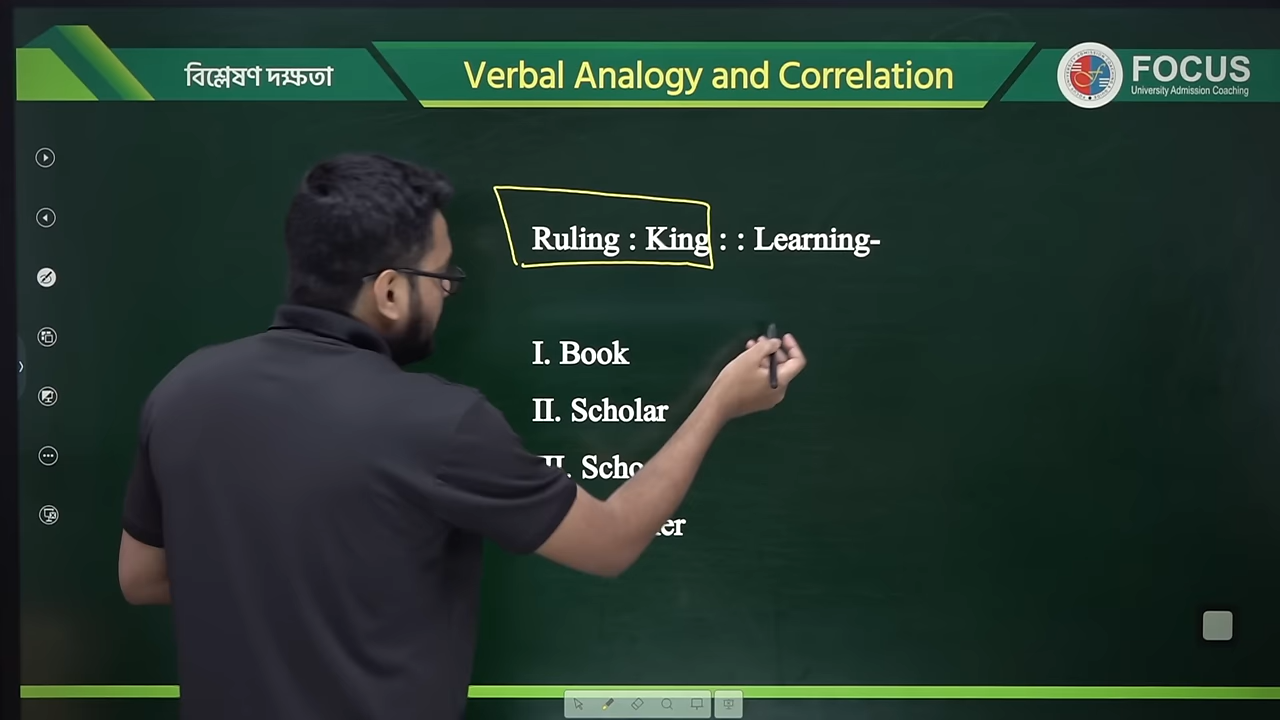 বিশ্লেষণ দক্ষতা
Verbal Analogy and Correlation
FOCUS
University Admission Coaching
Ruling : King : : Learning-
I. Book
II. Scholar